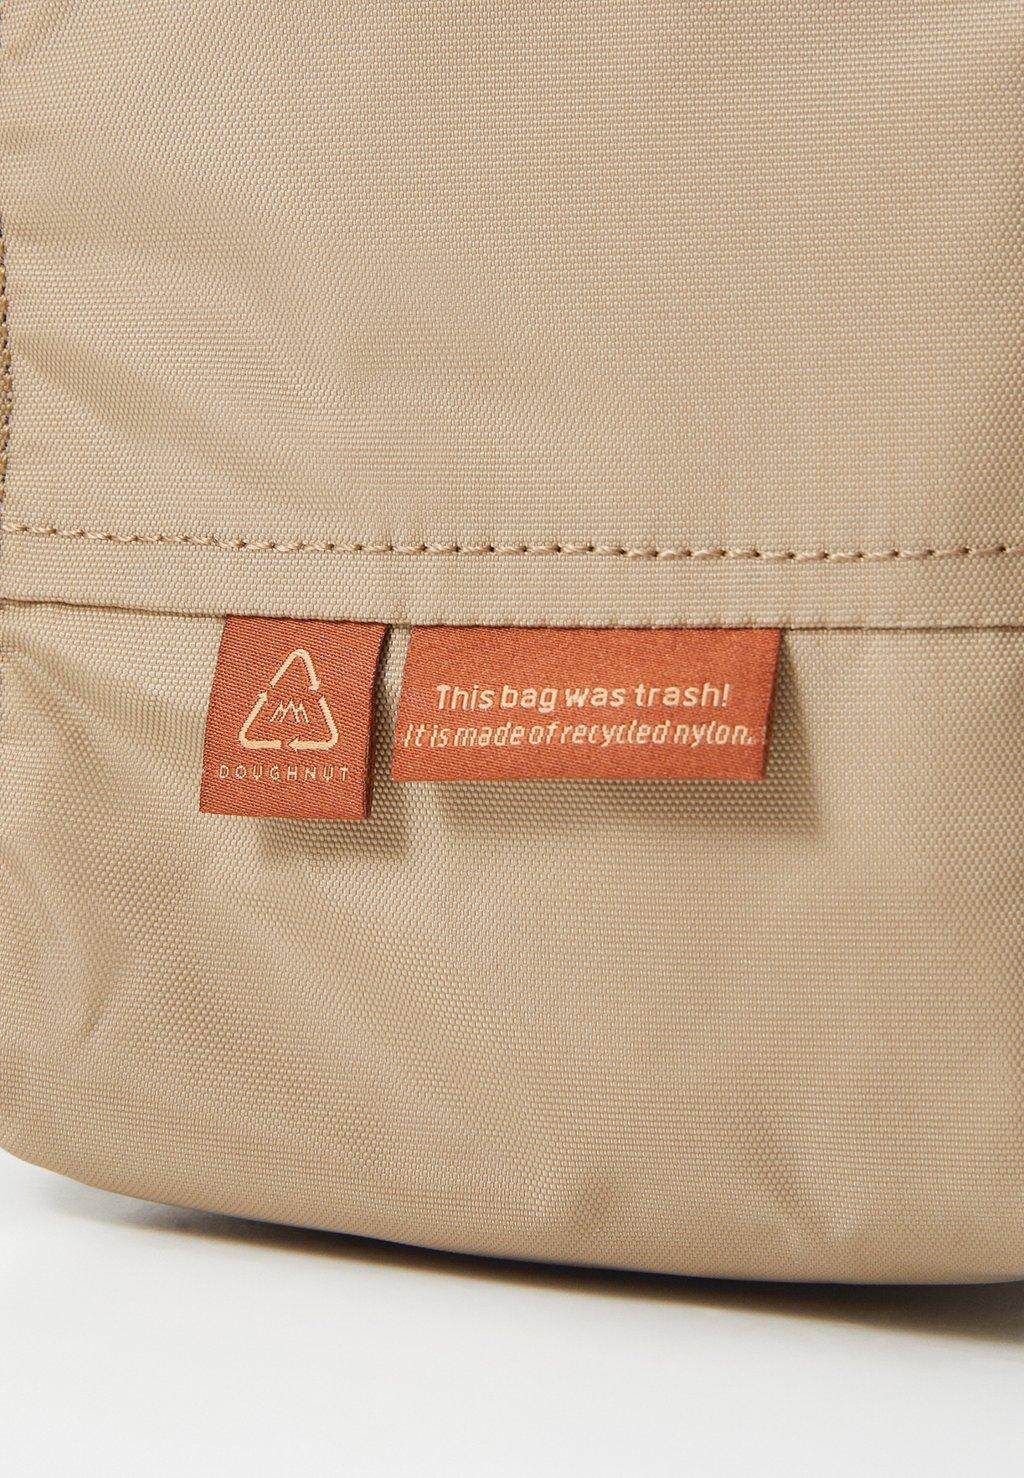 DOUGHNUT
This bag was trash!
It is made of recycled nylon.